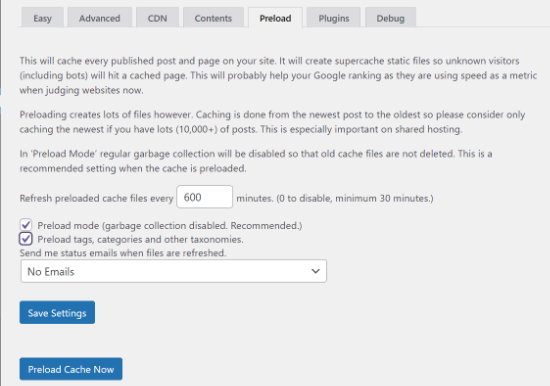 Easy Advanced CDN Contents Preload Plugins Debug
This will cache every published post and page on your site. It will create supercache static files so unknown visitors
(including bots) will hit a cached page. This will probably help your Google ranking as they are using speed as a metric
when judging websites now.
Preloading creates lots of files however. Caching is done from the newest post to the oldest so please consider only
caching the newest if you have lots (10,000+) of posts. This is especially important on shared hosting.
In 'Preload Mode' regular garbage collection will be disabled so that old cache files are not deleted. This is a
recommended setting when the cache is preloaded.
Refresh preloaded cache files every 600 minutes. (0 to disable, minimum 30 minutes.)
Preload mode (garbage collection disabled. Recommended.)
Preload tags, categories and other taxonomies.
Send me status emails when files are refreshed.
No Emails
Save Settings
Preload Cache Now